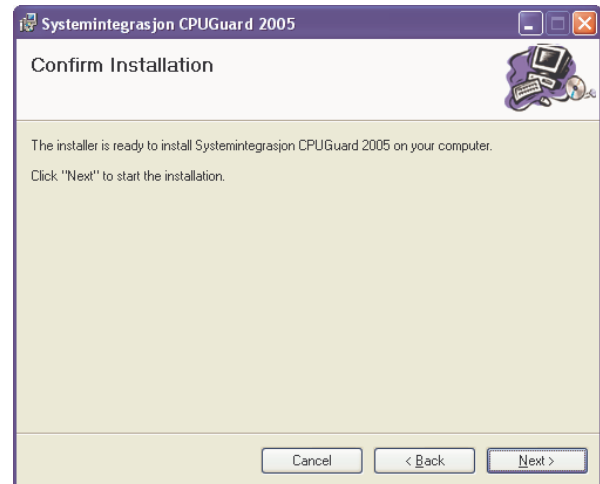 Systemintegrasjon CPUGuard 2005
Confirm Installation
The installer is ready to install Systemintegrasjon CPUGuard 2005 on your computer.
Click "Next" to start the installation.
Cancel
< Back
Next >